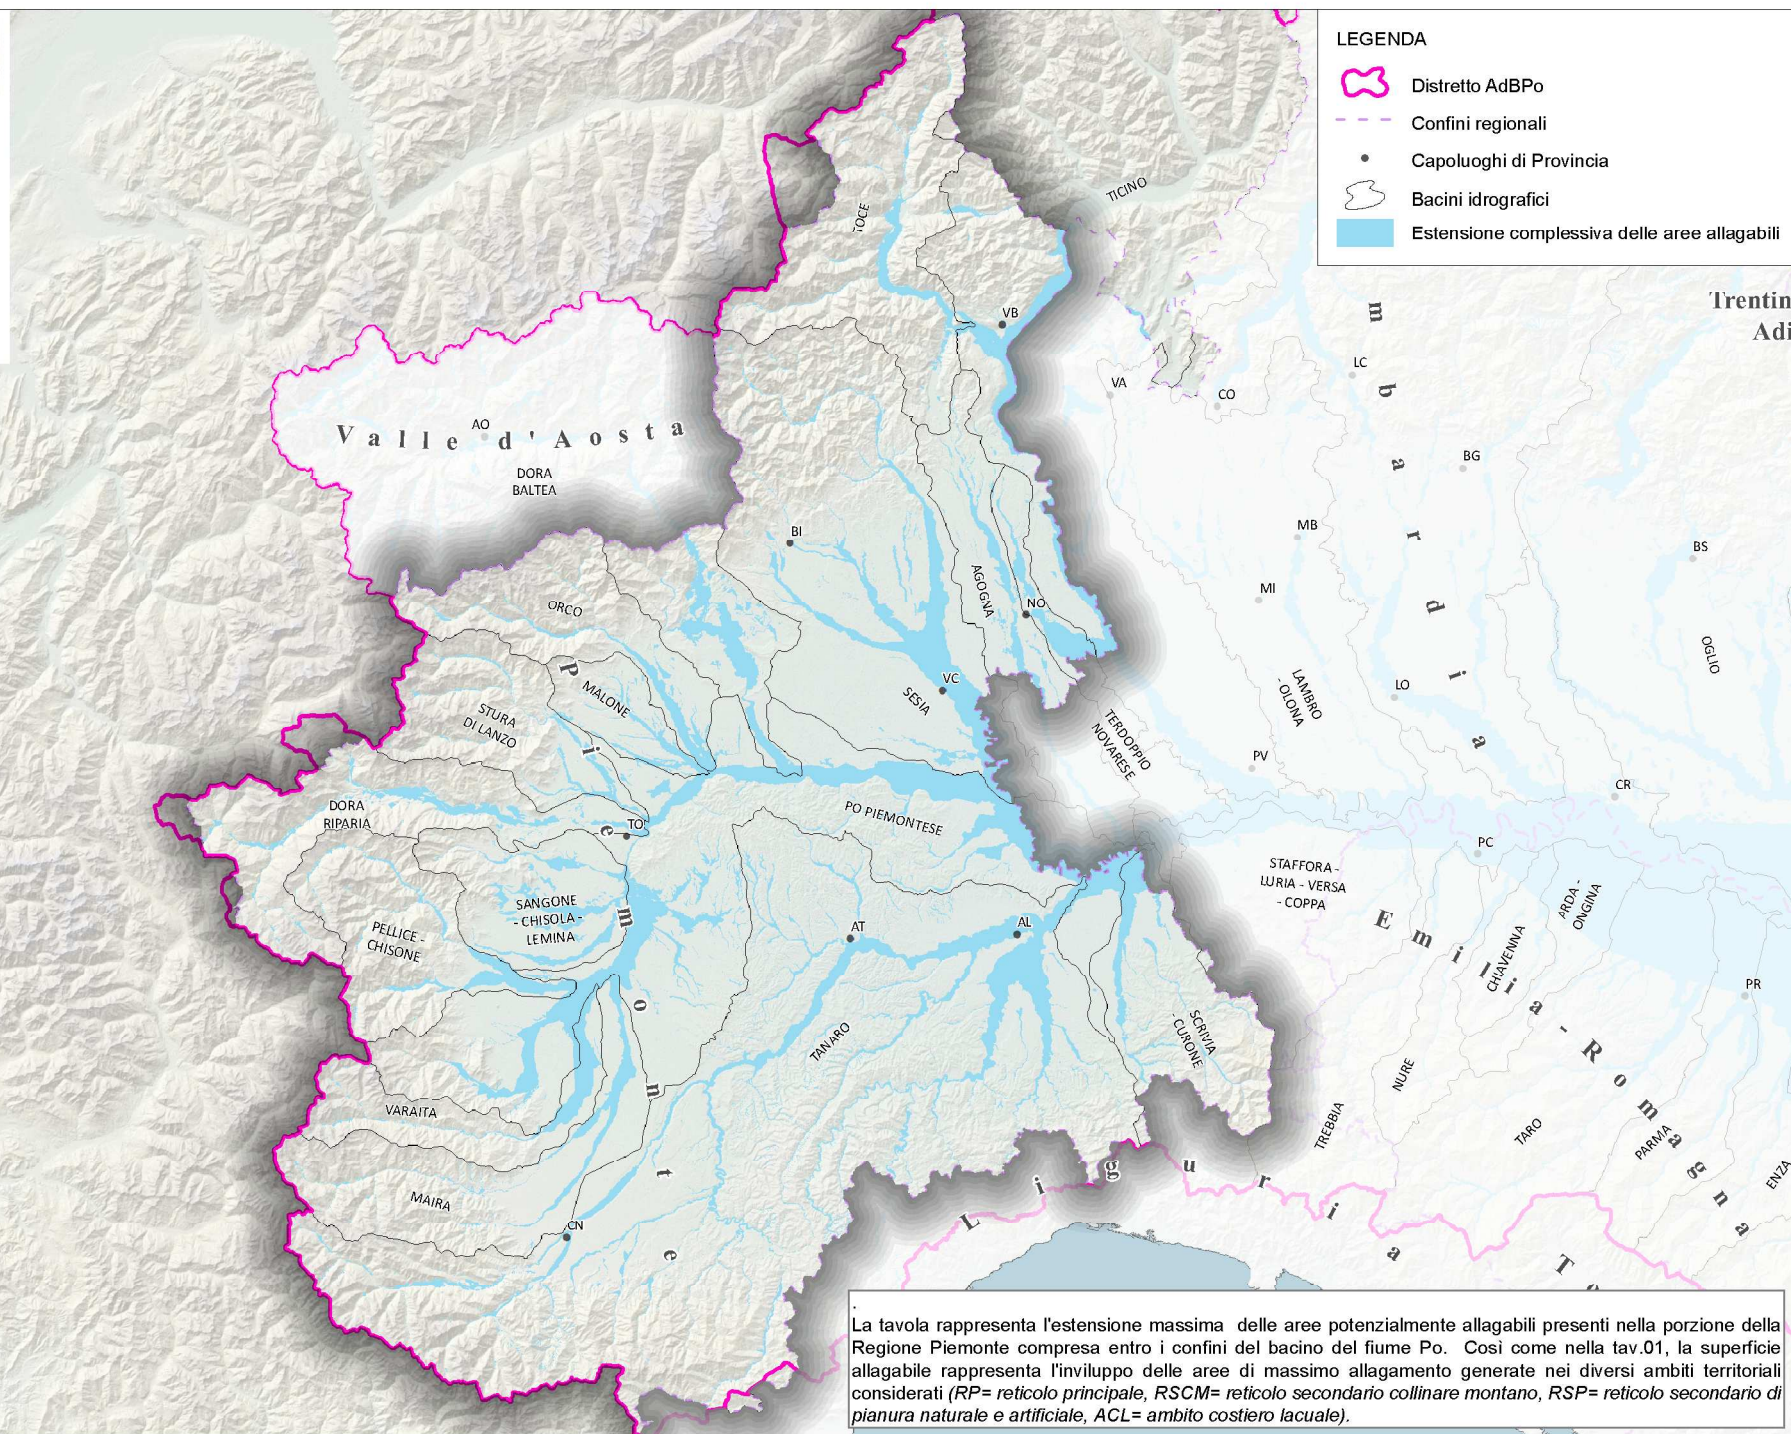 LEGENDA
Distretto AdBPo
Confini regionali
Capoluoghi di Provincia
Bacini idrografici
Estensione complessiva delle aree allagabili
TICINO
TOCE
Trentin
Adi
VB
LC
VA
CO
AO
Valle d'Aosta
DORA
BALTEA
BG
mbardia
BI
MB
BS
AGOGNA
MI
NO
ORCO
OGLIO
MALONE
VC
SESIA
LO
LAMBRO
- OLONA
STURA
DI LANZO
TERDOPPIO
NOVARESE
PV
CR
DORA
RIPARIA
PO PIEMONTESE
TO
Piemonte
PC
STAFFORA -
LURIA - VERSA
- COPPA
ARDA -
ONGINA
SANGONE
- CHISOLA -
LEMINA
PELLICE -
CHISONE
AT
AL
Emilia-Romagna
CHIAVENNA
PR
TANARO
SCRIVIA
- CURONE
NURE
VARAITA
TREBBIA
TARO
PARMA
ENZA
MAIRA
Liguria
CN
To
.
La tavola rappresenta l'estensione massima delle aree potenzialmente allagabili presenti nella porzione della
Regione Piemonte compresa entro i confini del bacino del fiume Po. Così come nella tav.01, la superficie
allagabile rappresenta l'inviluppo delle aree di massimo allagamento generate nei diversi ambiti territoriali
considerati (RP= reticolo principale, RSCM= reticolo secondario collinare montano, RSP= reticolo secondario di
pianura naturale e artificiale, ACL= ambito costiero lacuale).